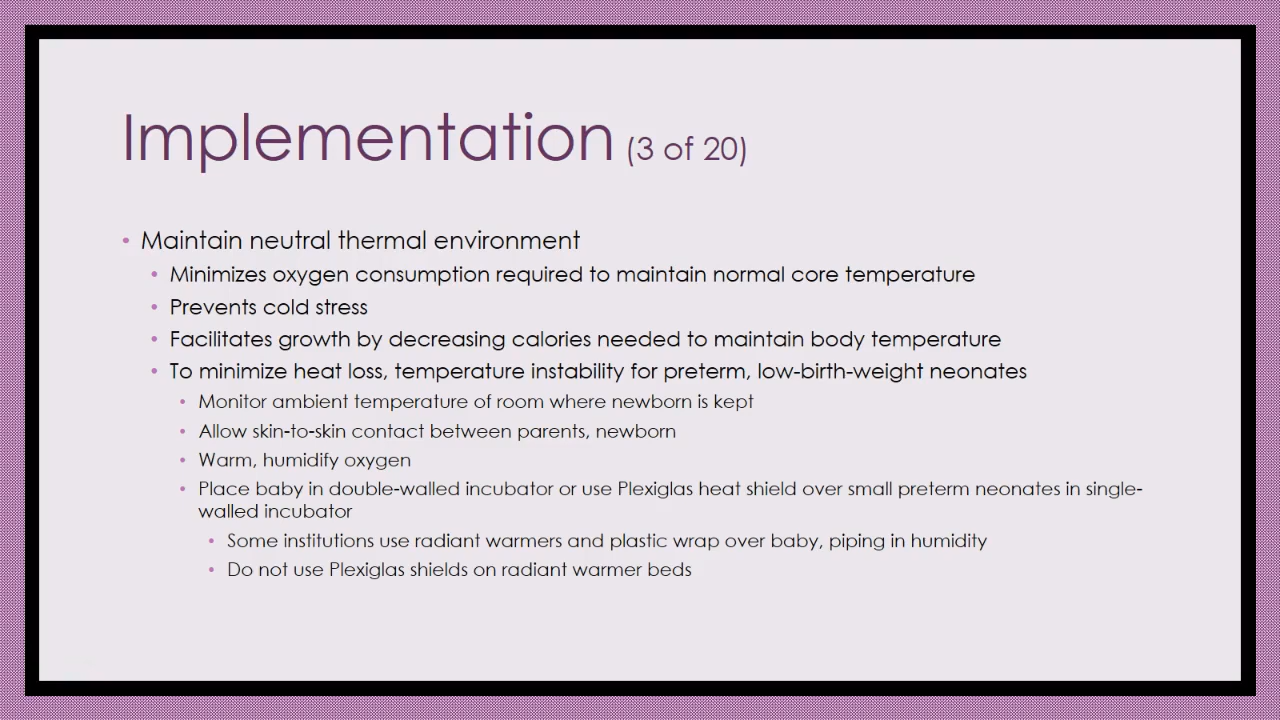 Implementation (3 of 20)
• Maintain neutral thermal environment
• Minimizes oxygen consumption required to maintain normal core temperature
• Prevents cold stress
• Facilitates growth by decreasing calories needed to maintain body temperature
• To minimize heat loss, temperature instability for preterm, low-birth-weight neonates
• Monitor ambient temperature of room where newborn is kept
• Allow skin-to-skin contact between parents, newborn
• Warm, humidify oxygen
• Place baby in double-walled incubator or use Plexiglas heat shield over small preterm neonates in single-
walled incubator
• Some institutions use radiant warmers and plastic wrap over baby, piping in humidity
• Do not use Plexiglas shields on radiant warmer beds